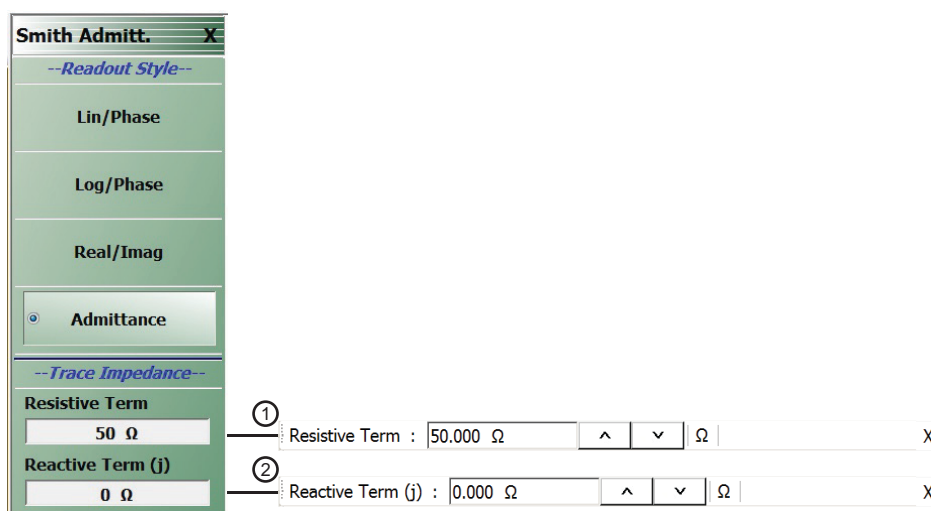 Smith Admitt. X
--Readout Style--
Lin/Phase
Log/Phase
Real/Imag
Admittance
--Trace Impedance--
Resistive Term
50 Ω
① Resistive Term : 50.000 Ω ^ v Ω X
Reactive Term (j)
0 Ω
② Reactive Term (j) : 0.000 Ω ^ v Ω X